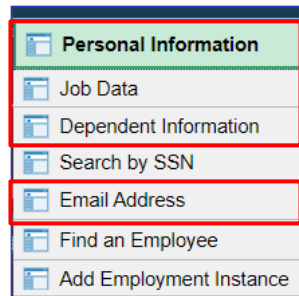 Personal Information
Job Data
Dependent Information
Search by SSN
Email Address
Find an Employee
Add Employment Instance